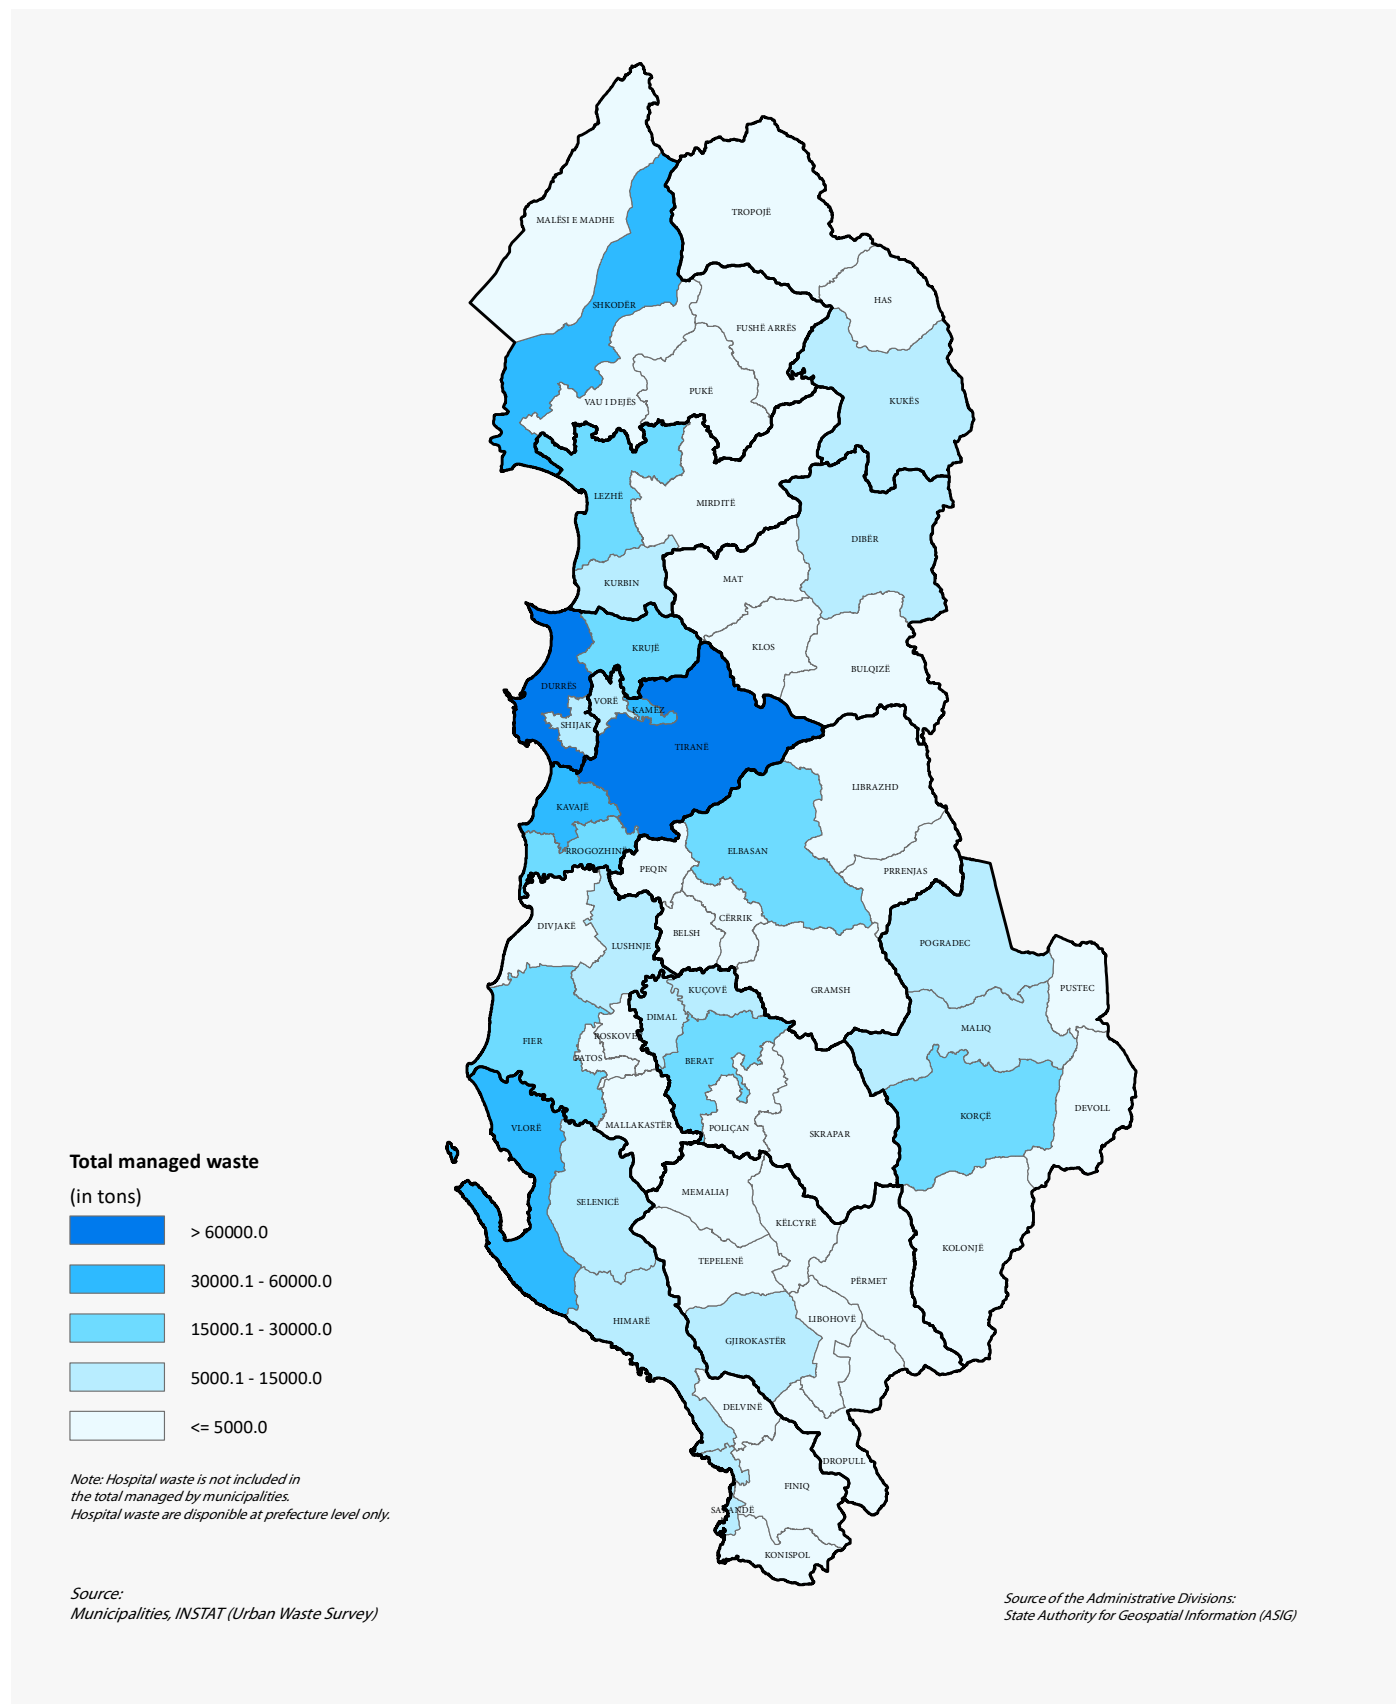 MALËSI E MADHE
TROPOJË
HAS
SHKODËR
FUSHË ARRËS
PUKË
VAU I DEJËS
KUKËS
LEZHË
MIRDITË
DIBËR
KURBIN
MAT
KRUJË
KLOS
BULQIZË
DURRËS
VORË
KAMËZ
SHIJAK
TIRANË
LIBRAZHD
KAVAJË
RROGOZHINË
ELBASAN
PEQIN
PRRENJAS
CËRRIK
DIVJAKË
BELSH
LUSHNJE
POGRADEC
KUÇOVË
GRAMSH
PUSTEC
DIMAL
MALIQ
ROSKOVEC
FIER
PATOS
BERAT
DEVOLL
KORÇË
MALLAKASTËR
POLIÇAN
VLORË
SKRAPAR
MEMALIAJ
SELENICË
KËLCYRË
KOLONJË
TEPELENË
PËRMET
LIBOHOVË
HIMARË
GJIROKASTËR
DELVINË
DROPULL
FINIQ
SARANDË
KONISPOL
Total managed waste
(in tons)
> 60000.0
30000.1 - 60000.0
15000.1 - 30000.0
5000.1 - 15000.0
<= 5000.0
Note: Hospital waste is not included in
the total managed by municipalities.
Hospital waste are disponible at prefecture level only.
Source:
Municipalities, INSTAT (Urban Waste Survey)
Source of the Administrative Divisions:
State Authority for Geospatial Information (ASIG)